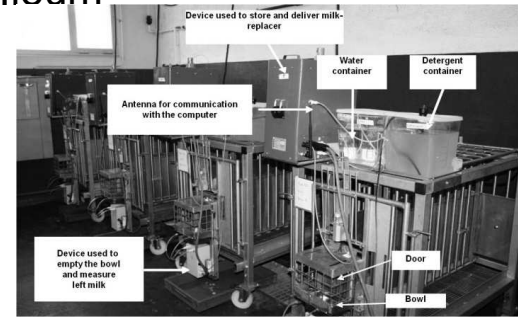 Device used to store and deliver milk-
replacer
Water
container
Detergent
container
Antenna for communication
with the computer
Device used to
empty the bowl
and measure
left milk
Door
Bowl